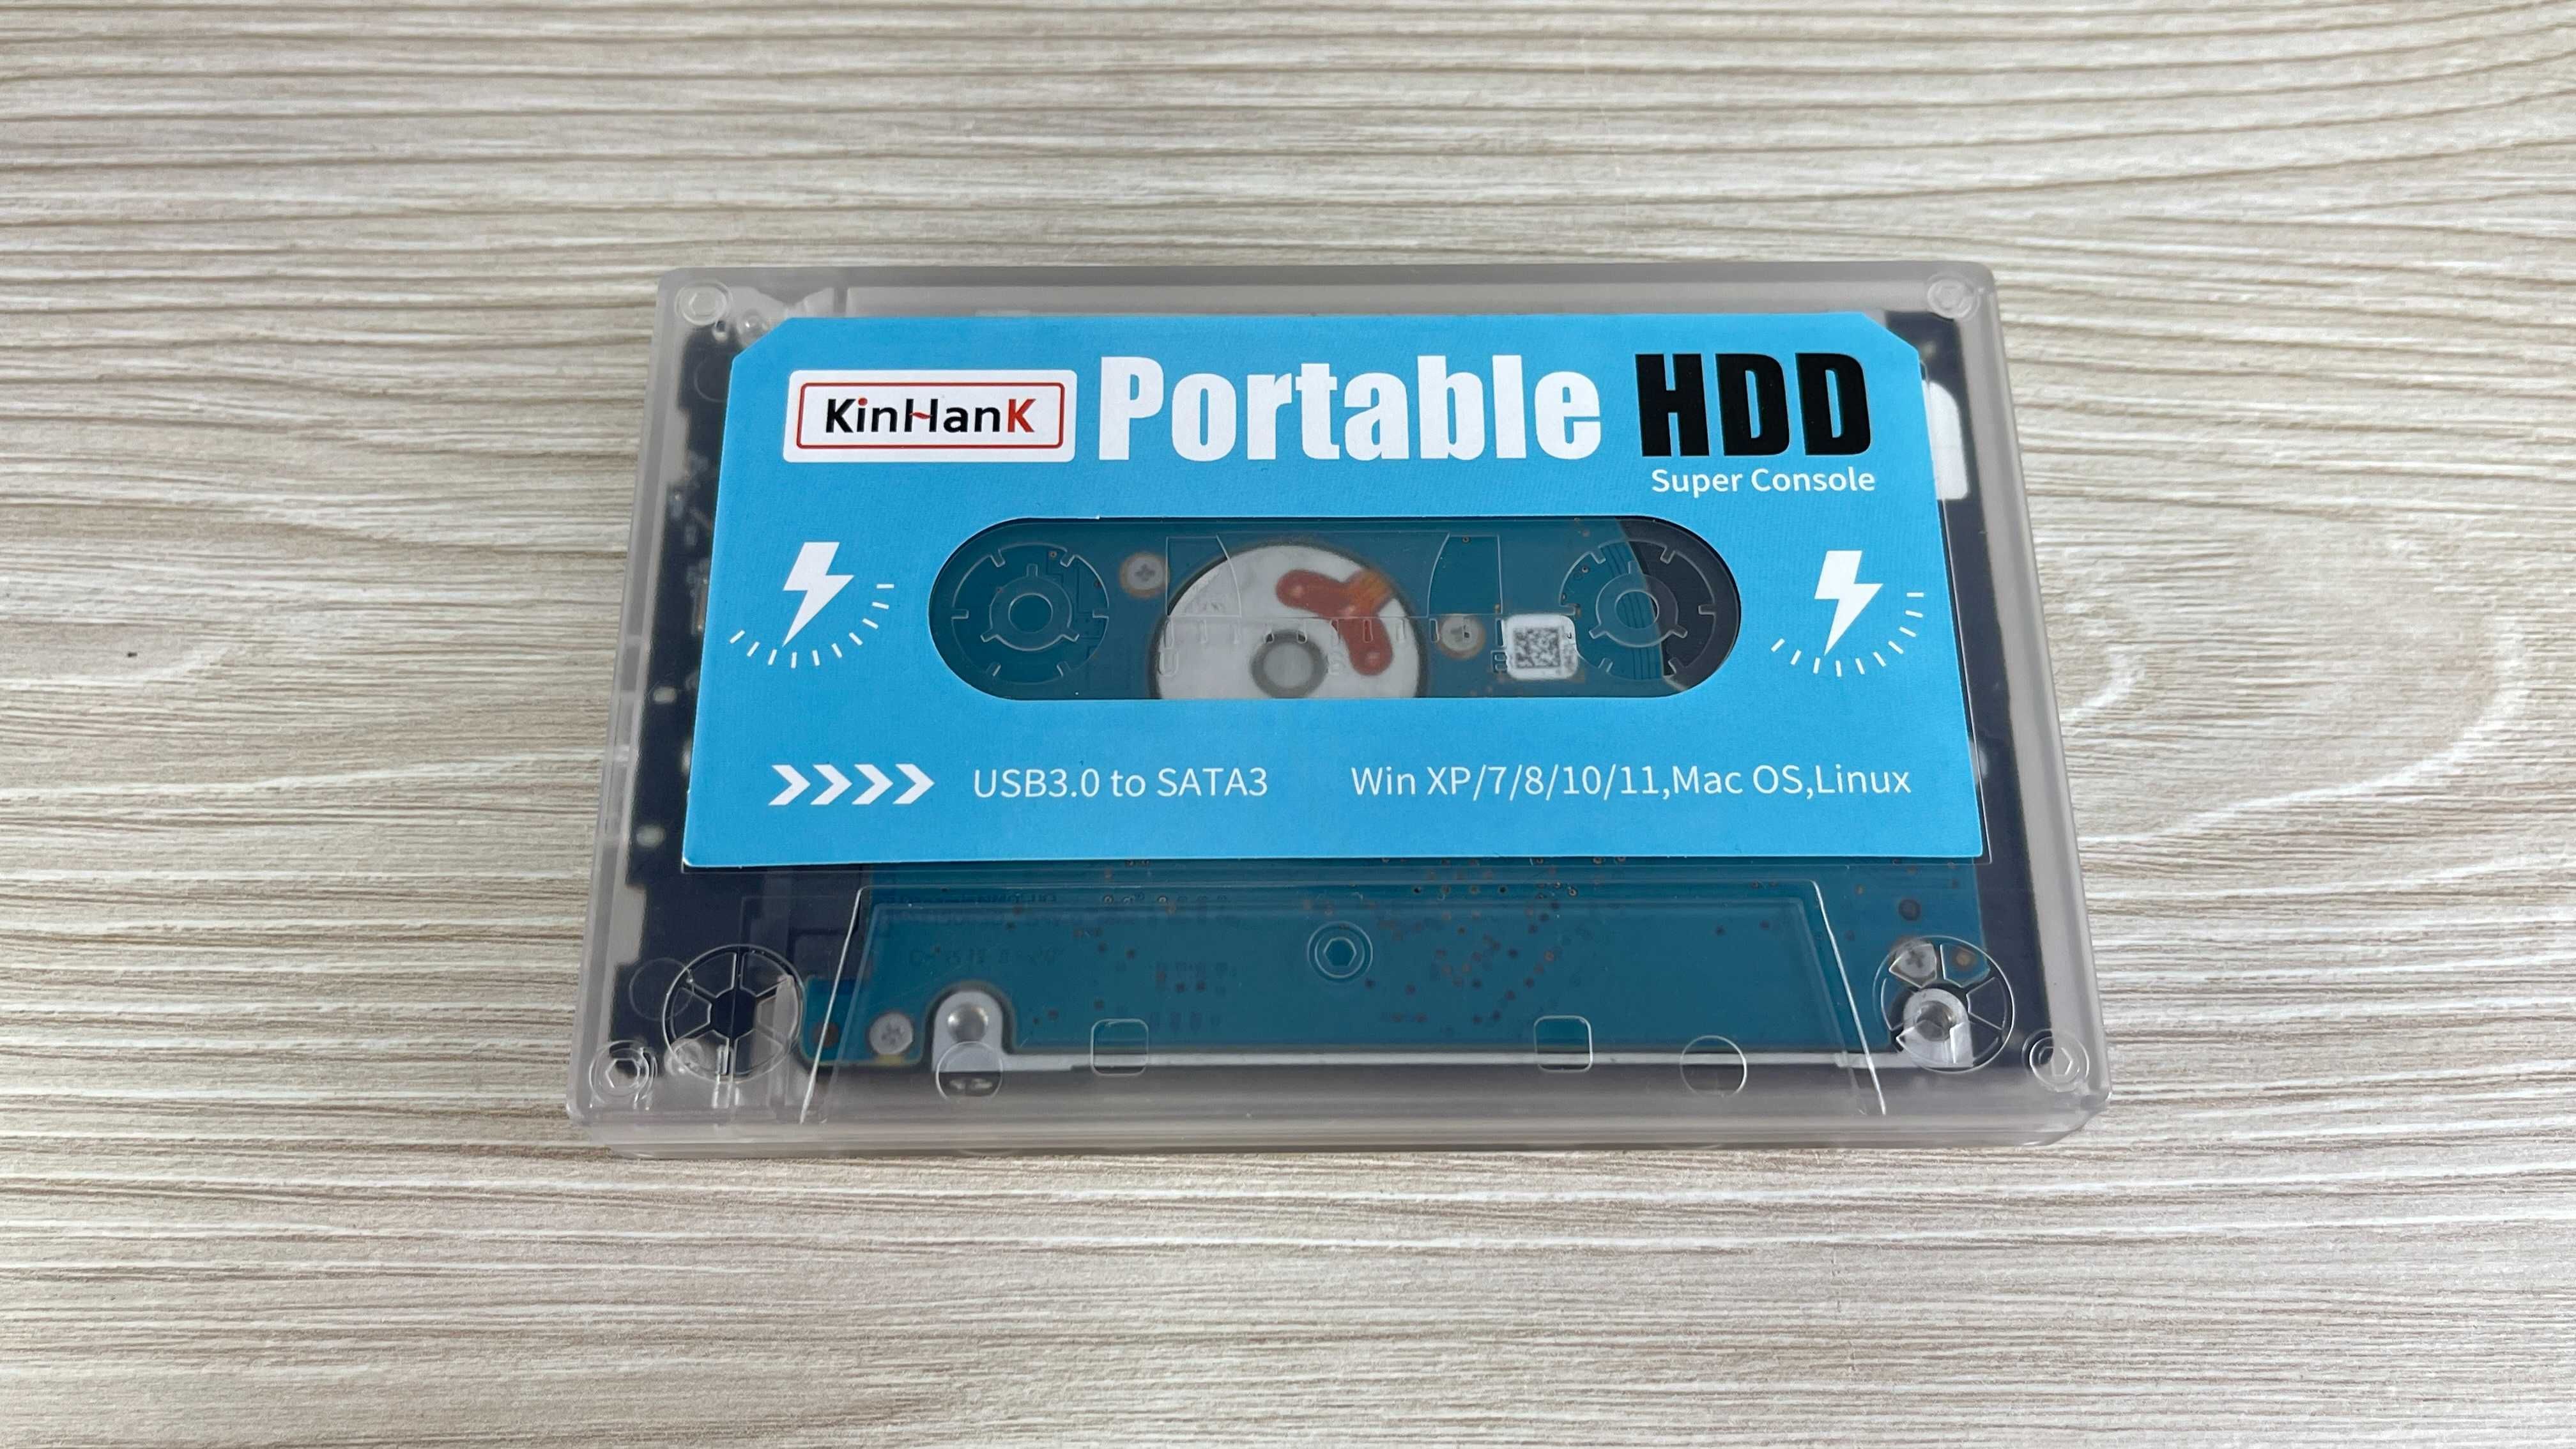 KinHanK Portable HDD
Super Console
USB3.0 to SATA3 Win XP/7/8/10/11,Mac OS,Linux